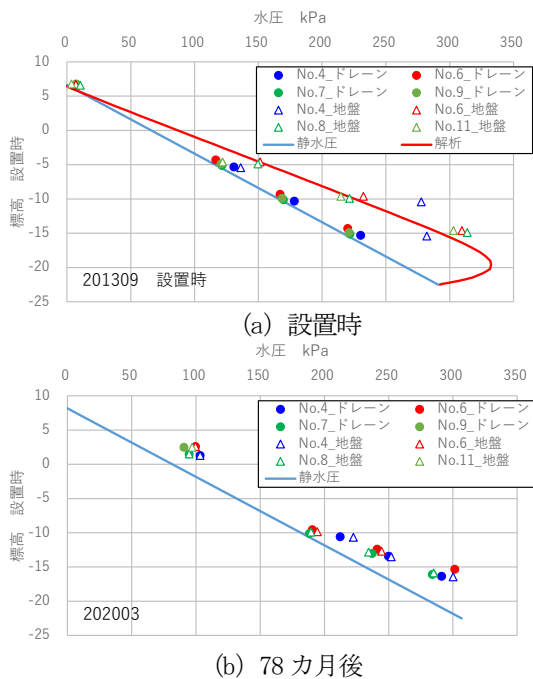 水圧 kPa
0 50 100 150 200 250 300 350
10
5
0
-5
-10
-15
-20
-25
標高 設置時
No.4_ドレーン No.6_ドレーン
No.7_ドレーン No.9_ドレーン
No.4_地盤 No.6_地盤
No.8_地盤 No.11_地盤
静水圧 解析
201309 設置時
(a) 設置時
水圧 kPa
0 50 100 150 200 250 300 350
10
5
0
-5
-10
-15
-20
-25
標高 設置時
No.4_ドレーン No.6_ドレーン
No.7_ドレーン No.9_ドレーン
No.4_地盤 No.6_地盤
No.8_地盤 No.11_地盤
静水圧
202003
(b) 78 カ月後